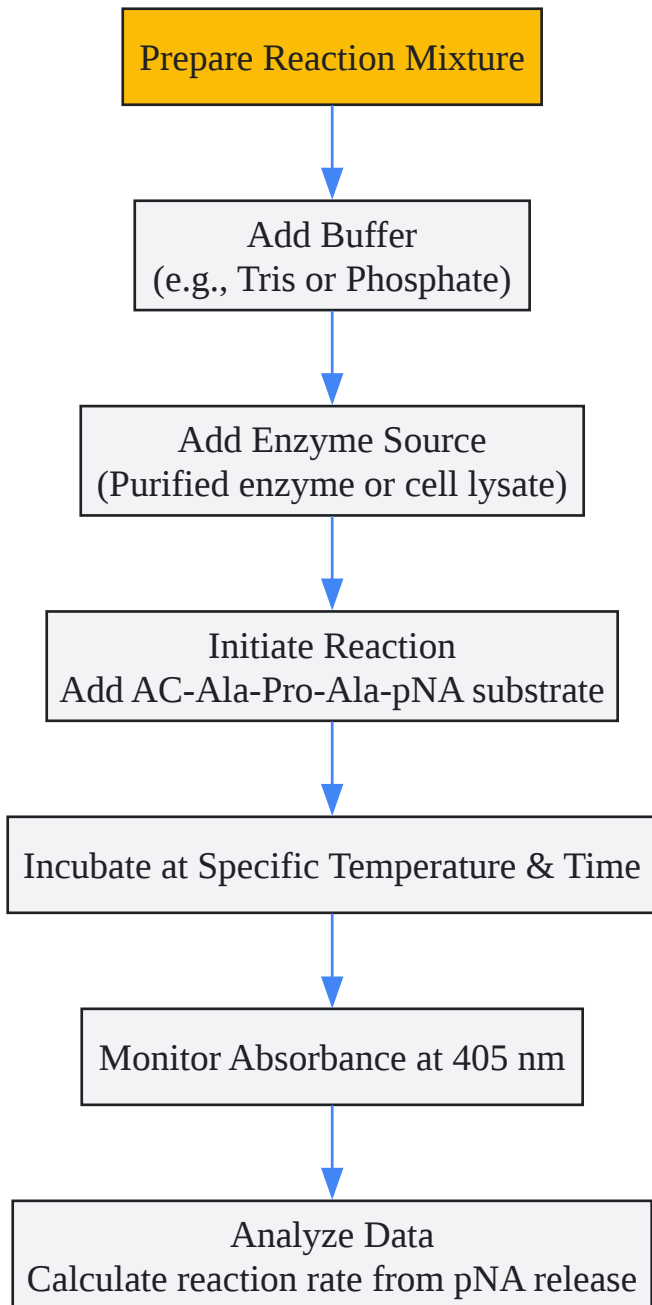 Prepare Reaction Mixture
Add Buffer
(e.g., Tris or Phosphate)
Add Enzyme Source
(Purified enzyme or cell lysate)
Initiate Reaction
Add AC-Ala-Pro-Ala-pNA substrate
Incubate at Specific Temperature & Time
Monitor Absorbance at 405 nm
Analyze Data
Calculate reaction rate from pNA release